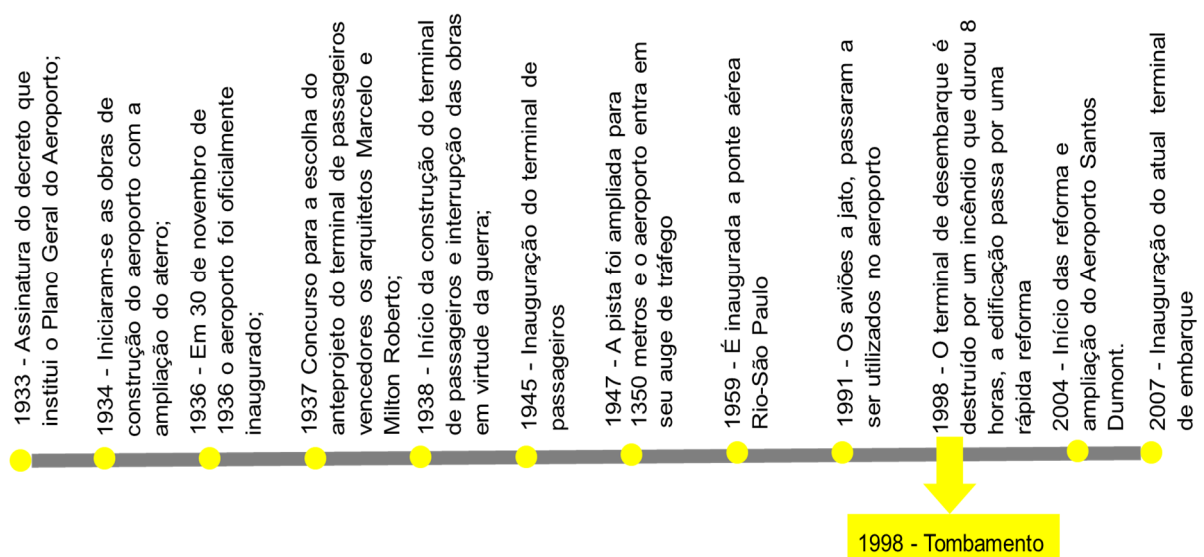 1933 - Assinatura do decreto que
institui o Plano Geral do Aeroporto;
1934 - Iniciaram-se as obras de
construção do aeroporto com a
ampliação do aterro;
1936 - Em 30 de novembro de
1936 o aeroporto foi oficialmente
inaugurado;
1937 Concurso para a escolha do
anteprojeto do terminal de passageiros
vencedores os arquitetos Marcelo e
Milton Roberto;
1938 - Início da construção do terminal
de passageiros e interrupção das obras
em virtude da guerra;
1945 - Inauguração do terminal de
passageiros
1947 - A pista foi ampliada para
1350 metros e o aeroporto entra em
seu auge de tráfego
1959 - É inaugurada a ponte aérea
Rio-São Paulo
1991 - Os aviões a jato, passaram a
ser utilizados no aeroporto
1998 - O terminal de desembarque é
destruído por um incêndio que durou 8
horas, a edificação passa por uma
rápida reforma
2004 - Início das reforma e
ampliação do Aeroporto Santos
Dumont.
2007 - Inauguração do atual terminal
de embarque
1998 - Tombamento